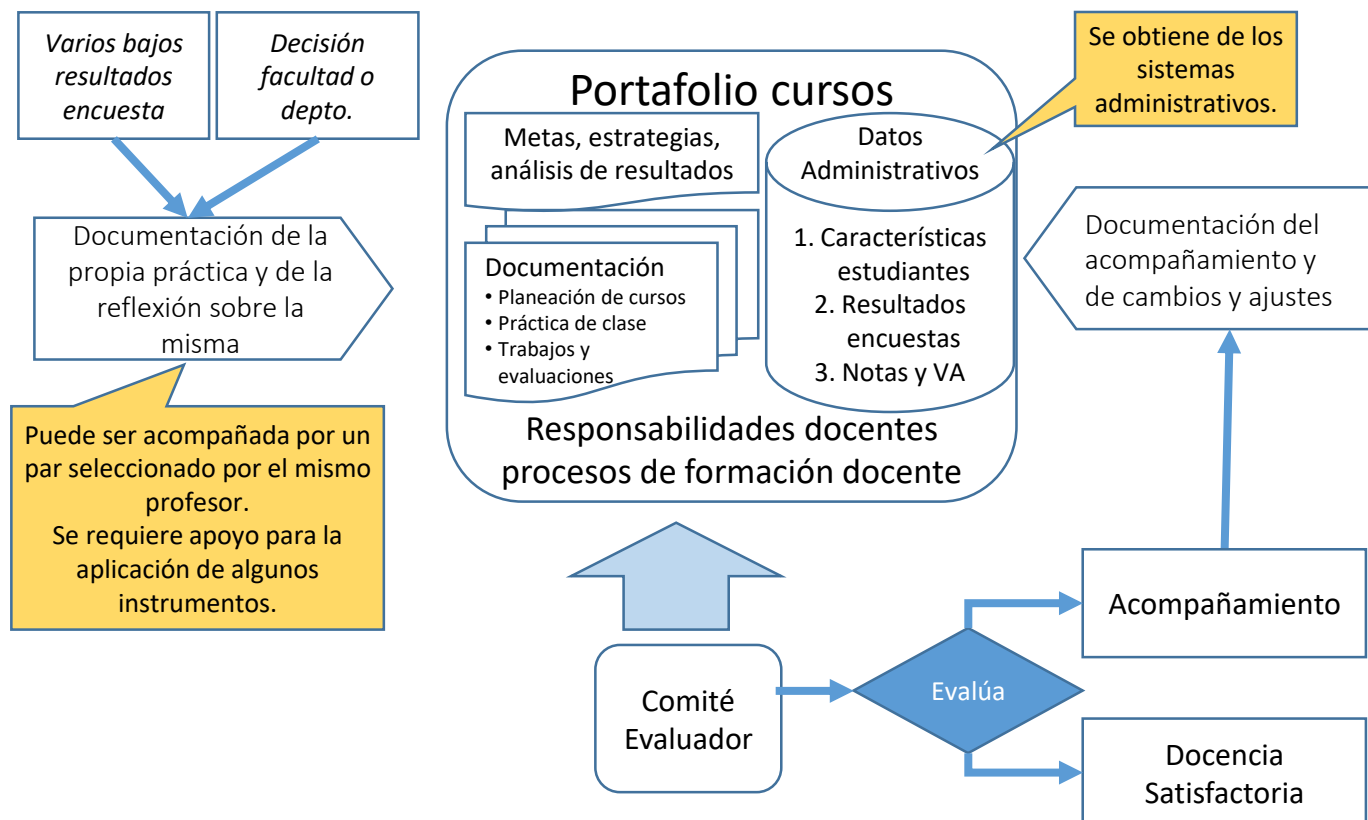 Varios bajos
resultados
encuesta
Decisión
facultad o
depto.
Documentación de la
propia práctica y de la
reflexión sobre la
misma
Puede ser acompañada por un
par seleccionado por el mismo
profesor.
Se requiere apoyo para la
aplicación de algunos
instrumentos.
Portafolio cursos
Metas, estrategias,
análisis de resultados
Documentación
• Planeación de cursos
• Práctica de clase
• Trabajos y
evaluaciones
Datos
Administrativos
1. Característicás
estudiantes
2. Resultados
encuestas
3. Notas y VA
Responsabilidades docentes
procesos de formación docente
Se obtiene de los
sistemas
administrativos.
Documentación del
acompañamiento y
de cambios y ajustes
Comité
Evaluador
Evalúa
Acompañamiento
Docencia
Satisfactoria